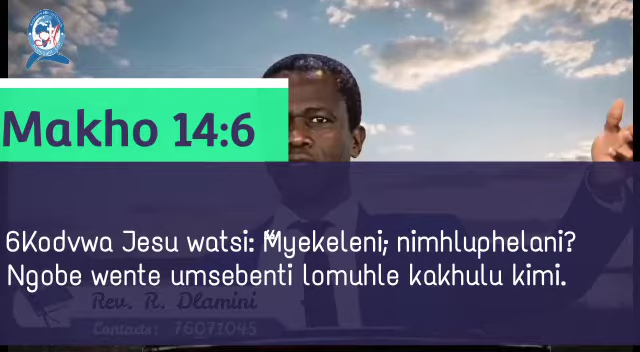 Makho 14:6
6Kodvwa Jesu watsi: Myekeleni; nimhluphelani?
Ngobe wente umsebenti lomuhle kakhulu kimi.
Rev. R. Dlamini
Contacts: 76071045